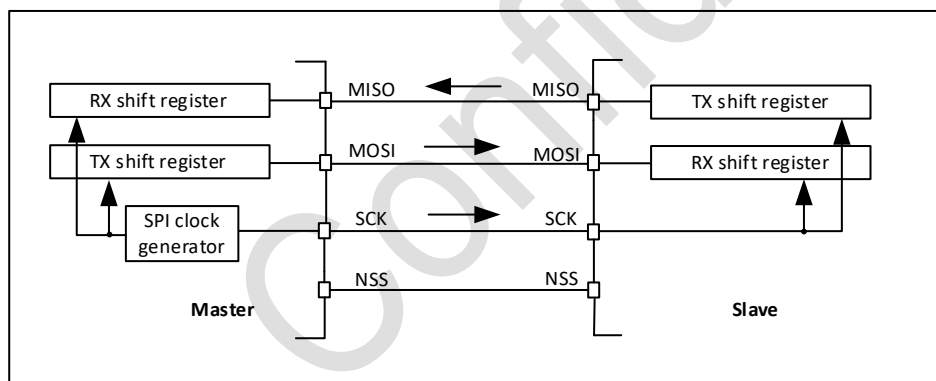 RX shift register
MISO
MISO
TX shift register
TX shift register
MOSI
MOSI
RX shift register
SPI clock
generator
SCK
SCK
NSS
NSS
Master
Slave
Confid